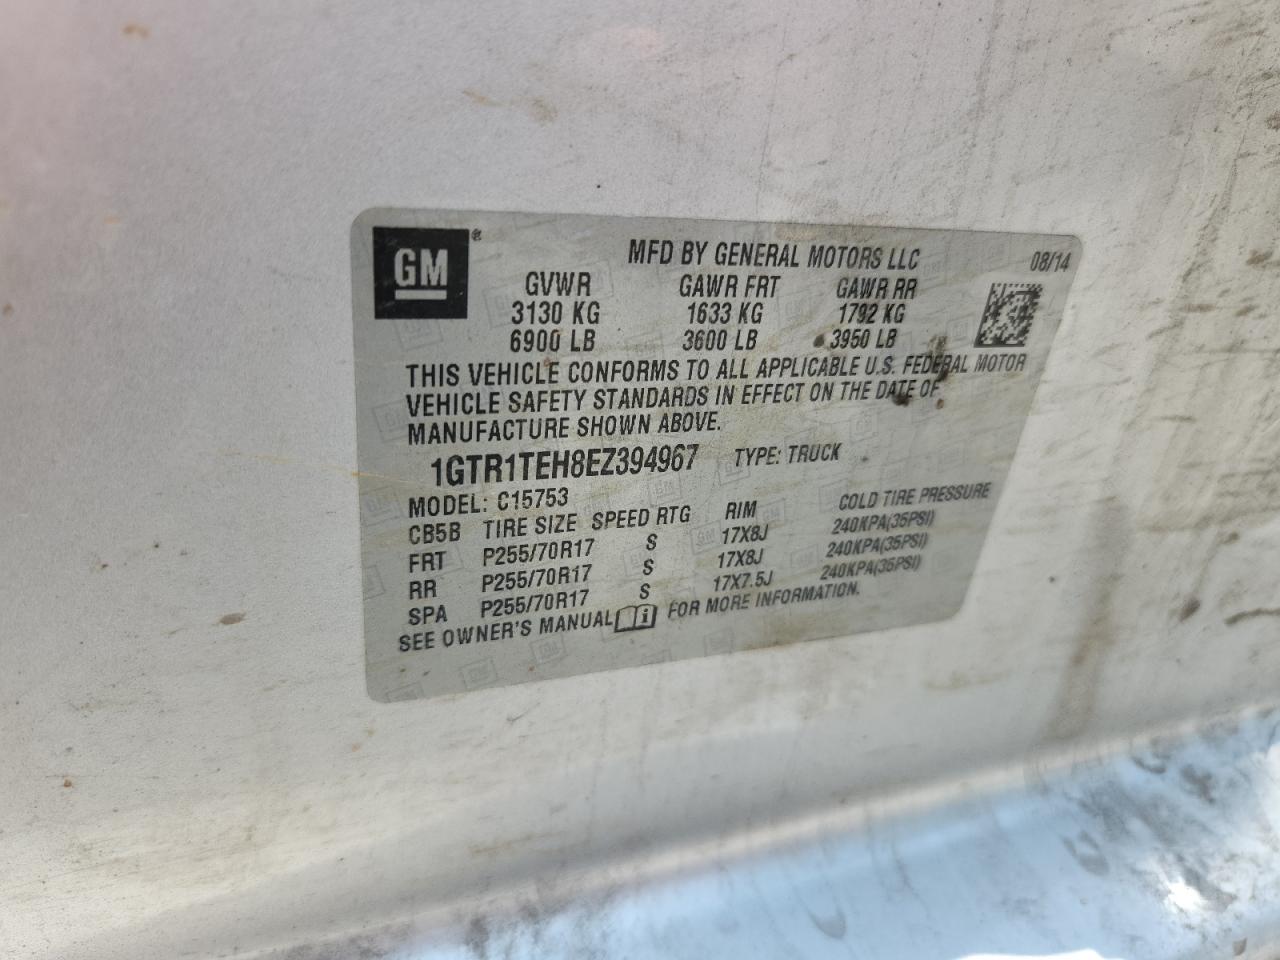 GM®
MFD BY GENERAL MOTORS LLC 08/14
GVWR GAWR FRT GAWR RR
3130 KG 1633 KG 1792 KG
6900 LB 3600 LB 3950 LB
THIS VEHICLE CONFORMS TO ALL APPLICABLE U.S. FEDERAL MOTOR
VEHICLE SAFETY STANDARDS IN EFFECT ON THE DATE OF
MANUFACTURE SHOWN ABOVE.
1GTR1TEH8EZ394967 TYPE: TRUCK
MODEL: C15753
CB5B TIRE SIZE SPEED RTG RIM COLD TIRE PRESSURE
FRT P255/70R17 S 17X8J 240KPA(35PSI)
RR P255/70R17 S 17X8J 240KPA(35PSI)
SPA P255/70R17 S 17X7.5J 240KPA(35PSI)
SEE OWNER'S MANUAL FOR MORE INFORMATION.